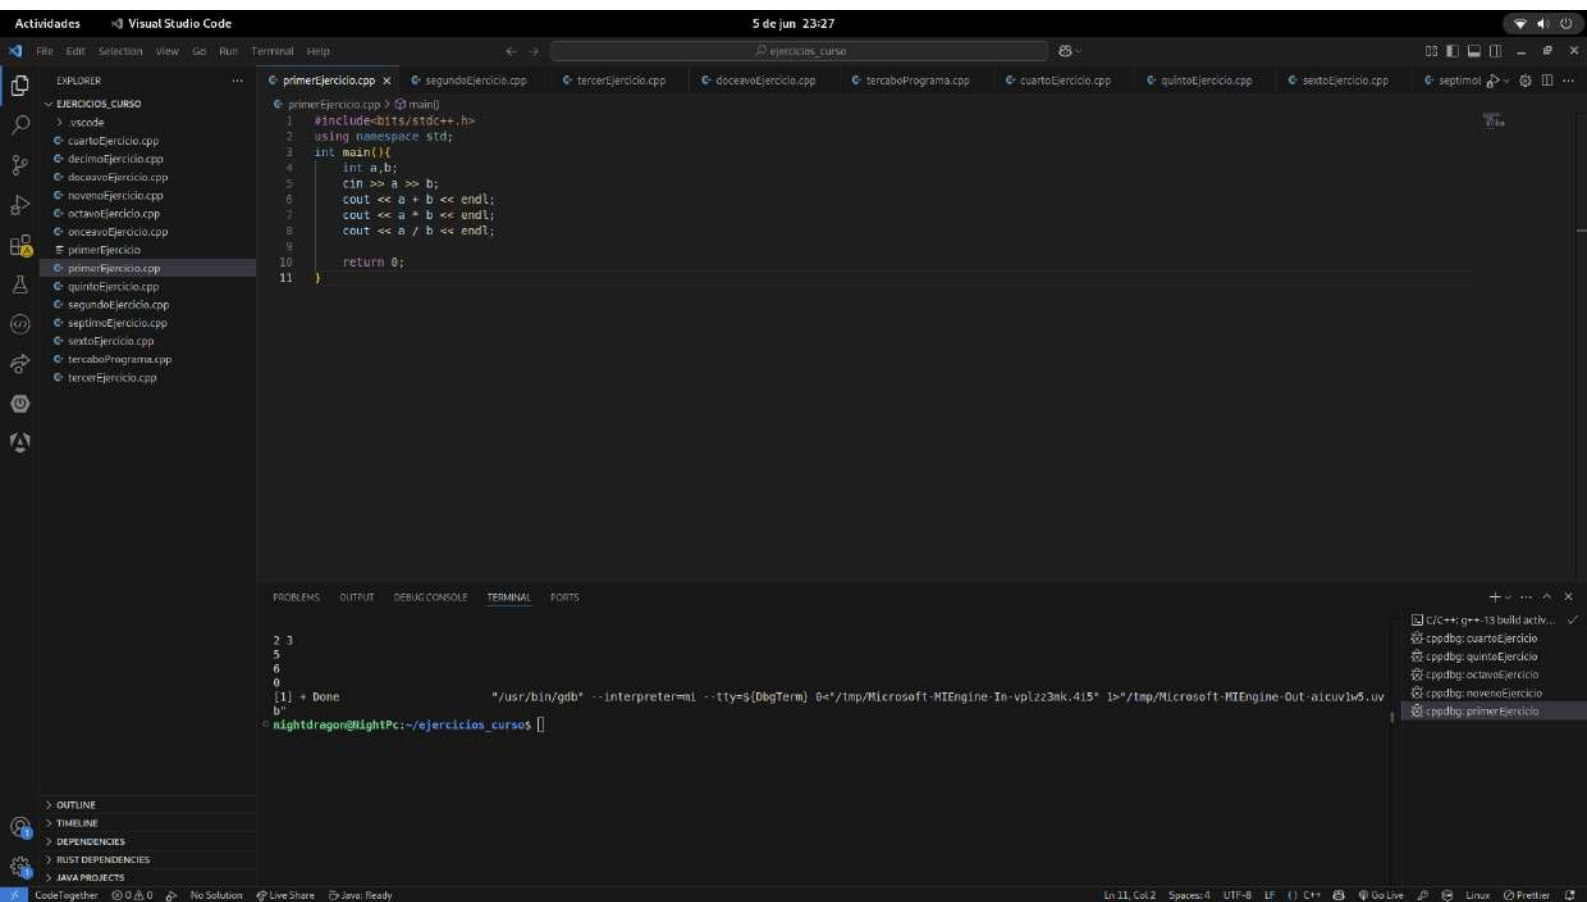 Actividades
Visual Studio Code
5 de jun 23:27
File Edit Selection View Go Run Terminal Help
ejercicios_curso
EXPLORER
primerEjercicio.cpp
segundoEjercicio.cpp
tercerEjercicio.cpp
doceavoEjercicio.cpp
tercaboPrograma.cpp
cuartoEjercicio.cpp
quintoEjercicio.cpp
sextoEjercicio.cpp
EJERCICIOS_CURSO
.vscode
cuartoEjercicio.cpp
decimoEjercicio.cpp
doceavoEjercicio.cpp
novenoEjercicio.cpp
octavoEjercicio.cpp
onceavoEjercicio.cpp
primerEjercicio
primerEjercicio.cpp
quintoEjercicio.cpp
segundoEjercicio.cpp
septimoEjercicio.cpp
sextoEjercicio.cpp
tercaboPrograma.cpp
tercerEjercicio.cpp
primerEjercicio.cpp > main()
1 #include<bits/stdc++.h>
2 using namespace std;
3 int main(){
4 int a,b;
5 cin >> a >> b;
6 cout << a + b << endl;
7 cout << a * b << endl;
8 cout << a / b << endl;
9
10 return 0;
11 }
PROBLEMS OUTPUT DEBUG CONSOLE TERMINAL PORTS
2 3
5
6
0
[1] + Done "/usr/bin/gdb" --interpreter=mi --tty=${DbgTerm} 0<"/tmp/Microsoft-MIEngine-In-vplzz3mk.4i5" 1>"/tmp/Microsoft-MIEngine-Out-aicuv1w5.uv
b"
nightdragon@NightPc:~/ejercicios_curso$
C/C++: g++-13 build activ...
cppdbg: cuartoEjercicio
cppdbg: quintoEjercicio
cppdbg: octavoEjercicio
cppdbg: novenoEjercicio
cppdbg: primerEjercicio
OUTLINE
TIMELINE
DEPENDENCIES
RUST DEPENDENCIES
JAVA PROJECTS
CodeTogether 0 0 No Solution Live Share Java: Ready
Ln 11, Col 2 Spaces: 4 UTF-8 LF {} C++ Go Live Linux Prettier